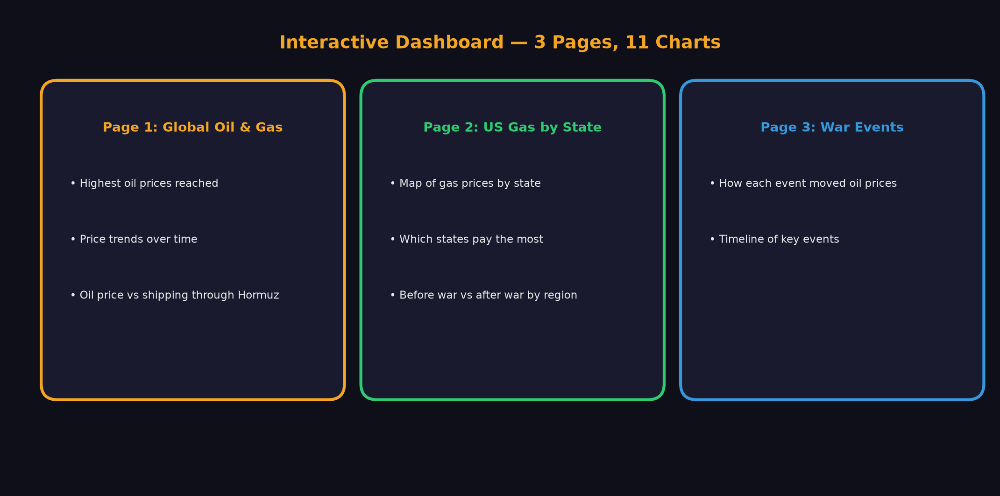 Interactive Dashboard — 3 Pages, 11 Charts
Page 1: Global Oil & Gas
• Highest oil prices reached
• Price trends over time
• Oil price vs shipping through Hormuz
Page 2: US Gas by State
• Map of gas prices by state
• Which states pay the most
• Before war vs after war by region
Page 3: War Events
• How each event moved oil prices
• Timeline of key events